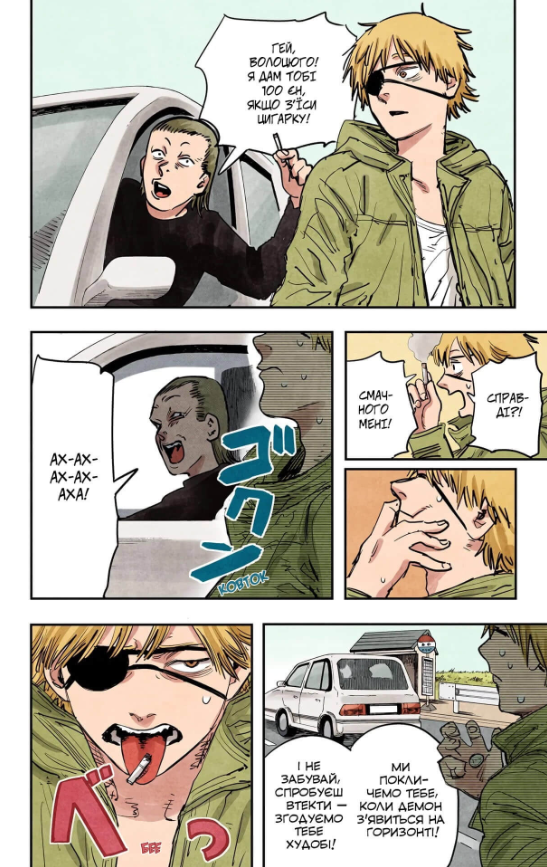 ГЕЙ,
ВОЛОЦЮГО!
Я ДАМ ТОБІ
100 ЄН,
ЯКЩО З'ЇСИ
ЦИГАРКУ!
СПРАВ-
ДІ?!
СМАЧ-
НОГО
МЕНІ!
АХ-АХ-
АХ-АХ-
АХА!
ゴクン
КОВТОК
МИ
ПОКЛИ-
ЧЕМО ТЕБЕ,
КОЛИ ДЕМОН
З'ЯВИТЬСЯ НА
ГОРИЗОНТІ!
І НЕ
ЗАБУВАЙ,
СПРОБУЄШ
ВТЕКТИ —
ЗГОДУЄМО
ТЕБЕ
ХУДОБІ!
べっ
БЕЕ